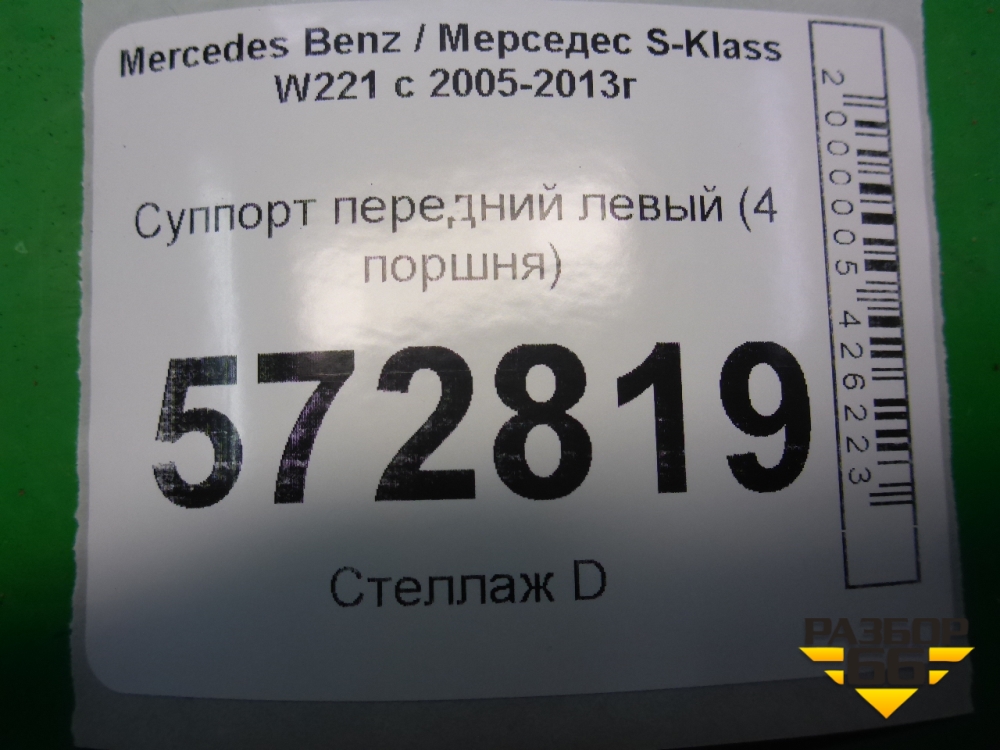 Mercedes Benz / Мерседес S-Klass
W221 с 2005-2013г
Суппорт передний левый (4
поршня)
572819
Стеллаж D
2000005426223
РАЗБОР
66